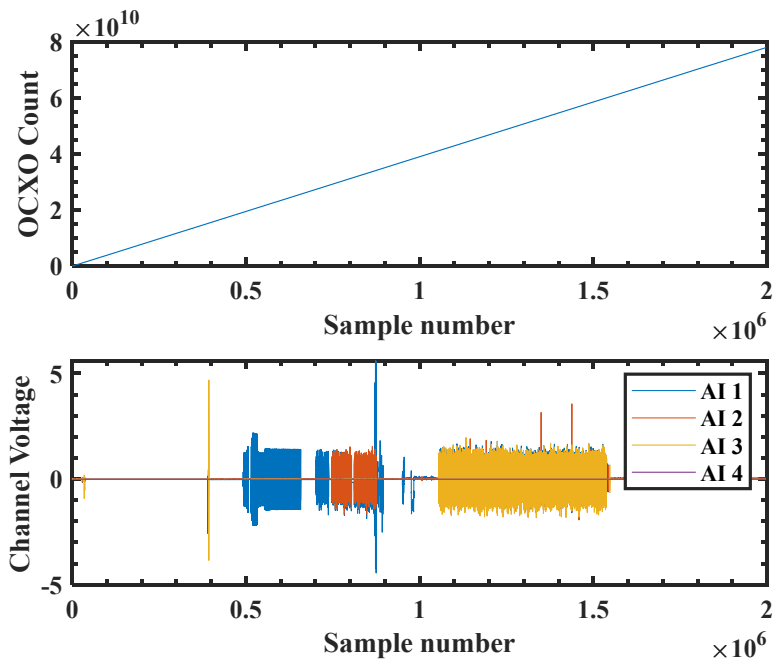 ×10^10
8
6
4
2
0
OCXO Count
0 0.5 1 1.5 2
Sample number
×10^6
5
0
-5
Channel Voltage
AI 1
AI 2
AI 3
AI 4
0 0.5 1 1.5 2
Sample number
×10^6